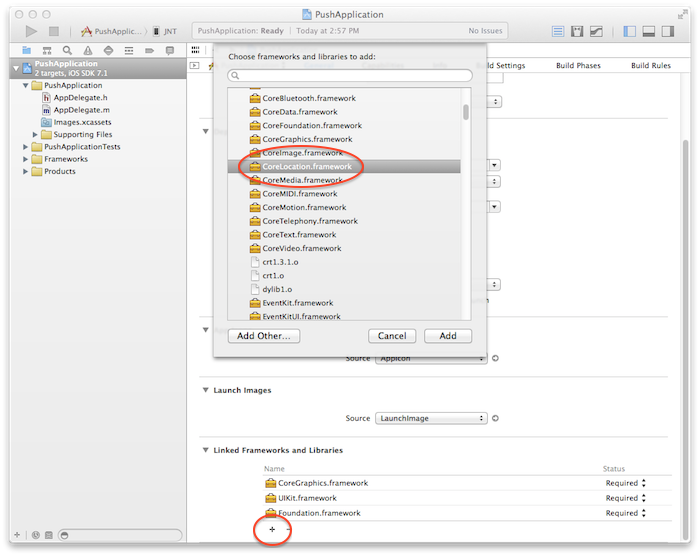 PushApplication
PushApplic...
JNT
PushApplication: Ready
Today at 2:57 PM
No Issues
PushApplication
2 targets, iOS SDK 7.1
PushApplication
AppDelegate.h
AppDelegate.m
Images.xcassets
Supporting Files
PushApplicationTests
Frameworks
Products
Choose frameworks and libraries to add:
Settings
Build Phases
Build Rules
CoreBluetooth.framework
CoreData.framework
CoreFoundation.framework
CoreGraphics.framework
CoreImage.framework
CoreLocation.framework
CoreMedia.framework
CoreMIDI.framework
CoreMotion.framework
CoreTelephony.framework
CoreText.framework
CoreVideo.framework
crt1.3.1.o
crt1.o
dylib1.o
EventKit.framework
EventKitUI.framework
Add Other...
Cancel
Add
Source AppIcon
Launch Images
Source LaunchImage
Linked Frameworks and Libraries
Name Status
CoreGraphics.framework Required
UIKit.framework Required
Foundation.framework Required